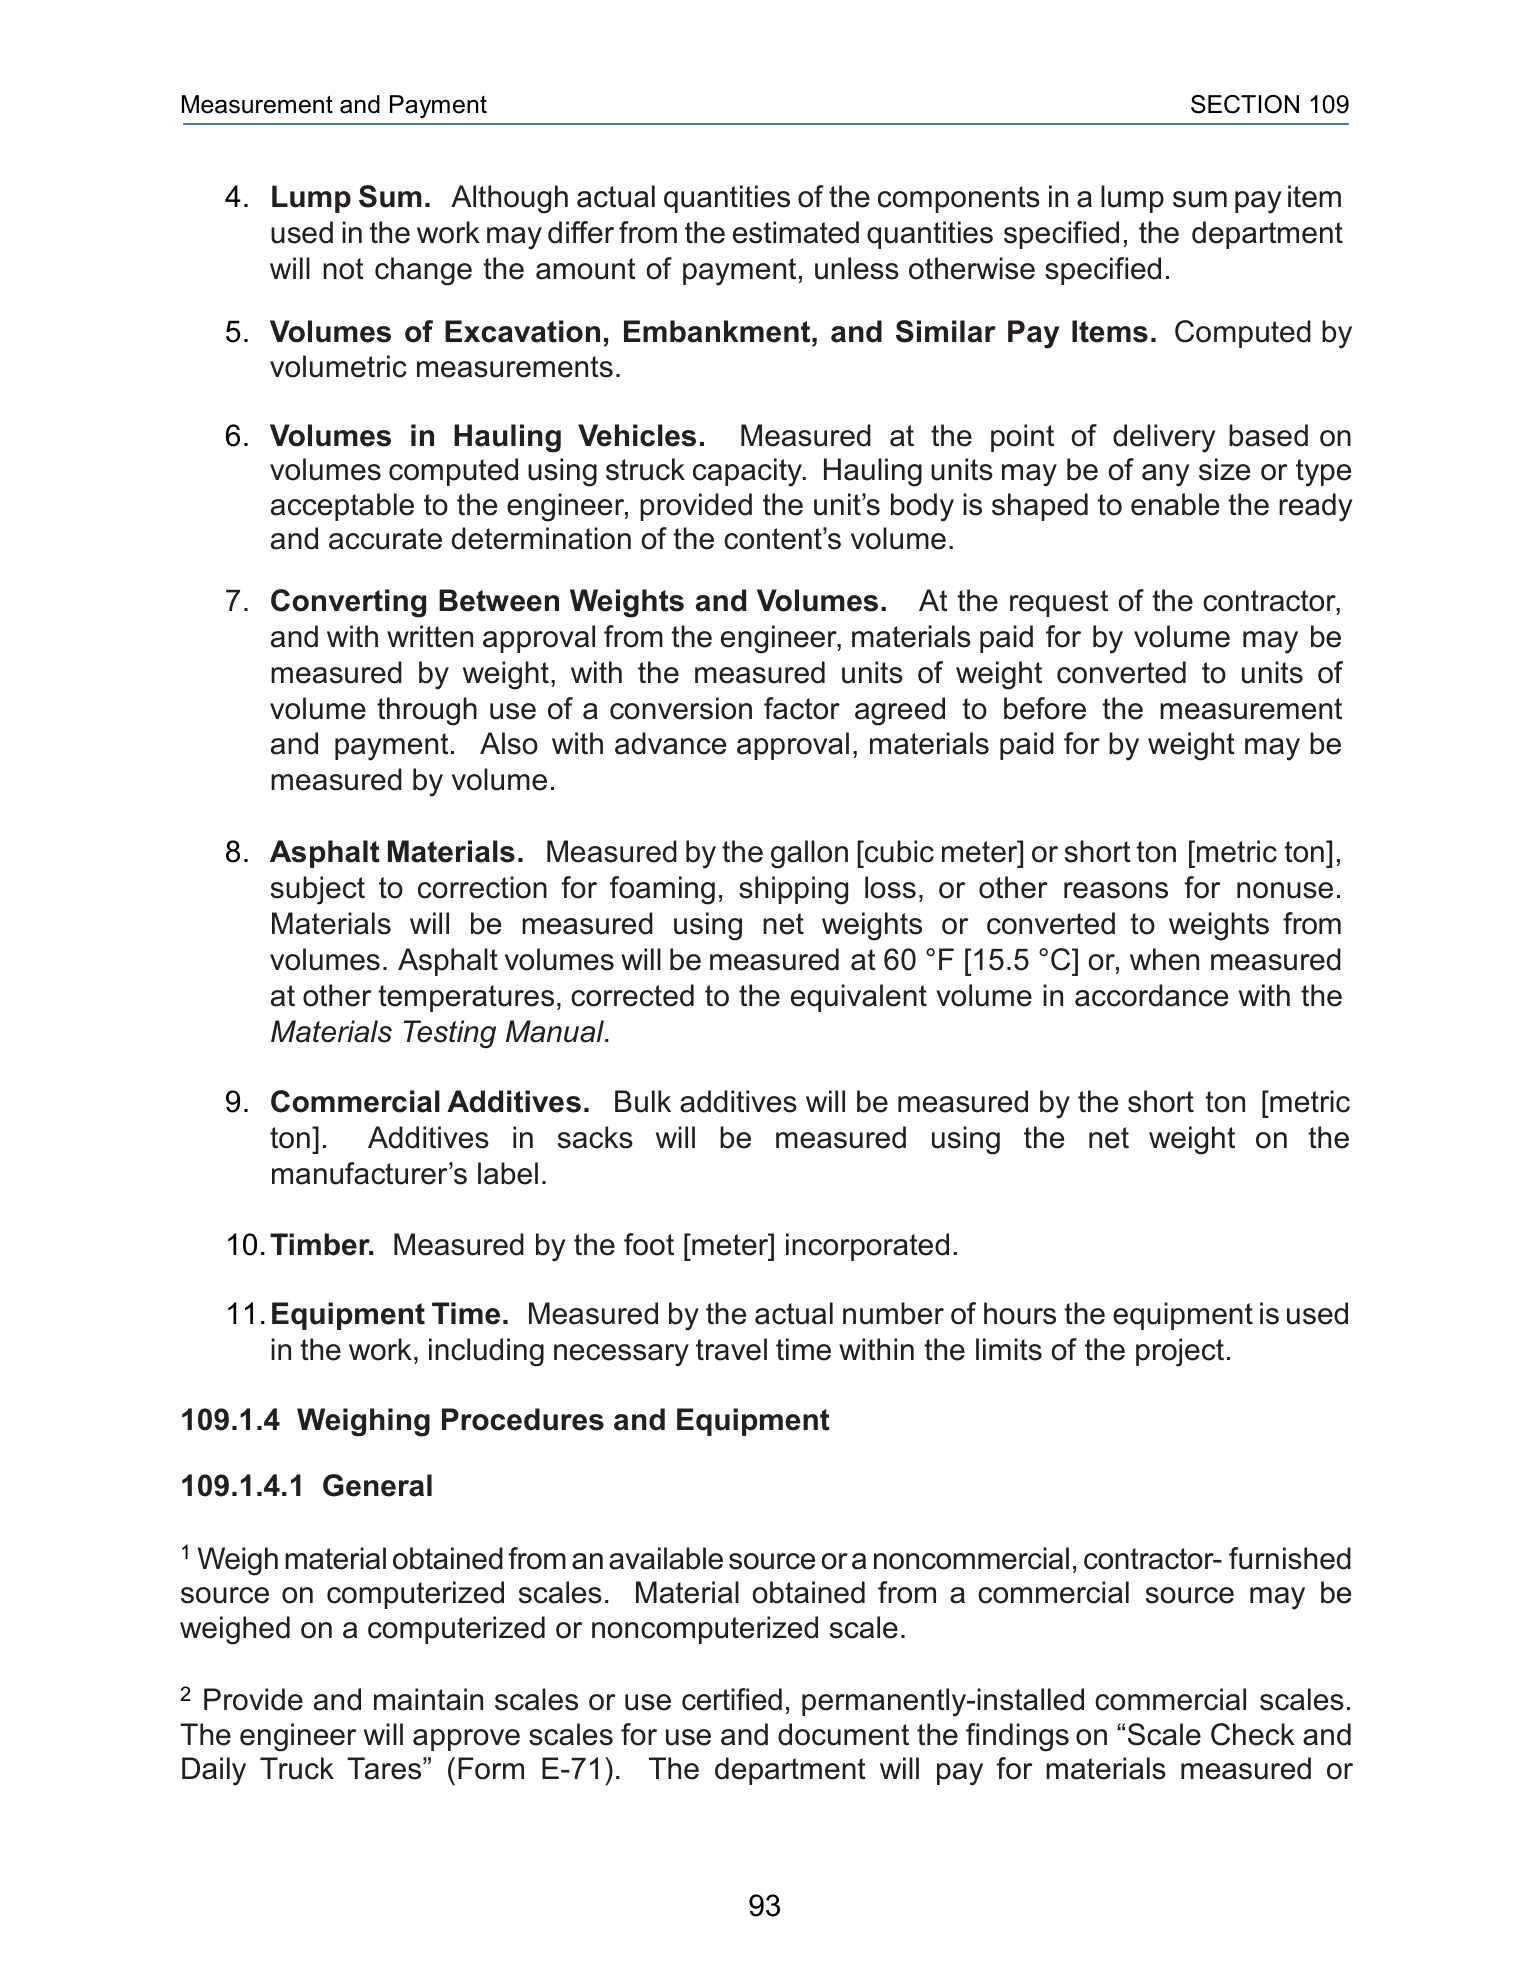 Measurement and Payment SECTION 109
4. Lump Sum. Although actual quantities of the components in a lump sum pay item
used in the work may differ from the estimated quantities specified, the department
will not change the amount of payment, unless otherwise specified.
5. Volumes of Excavation, Embankment, and Similar Pay Items. Computed by
volumetric measurements.
6. Volumes in Hauling Vehicles. Measured at the point of delivery based on
volumes computed using struck capacity. Hauling units may be of any size or type
acceptable to the engineer, provided the unit’s body is shaped to enable the ready
and accurate determination of the content’s volume.
7. Converting Between Weights and Volumes. At the request of the contractor,
and with written approval from the engineer, materials paid for by volume may be
measured by weight, with the measured units of weight converted to units of
volume through use of a conversion factor agreed to before the measurement
and payment. Also with advance approval, materials paid for by weight may be
measured by volume.
8. Asphalt Materials. Measured by the gallon [cubic meter] or short ton [metric ton],
subject to correction for foaming, shipping loss, or other reasons for nonuse.
Materials will be measured using net weights or converted to weights from
volumes. Asphalt volumes will be measured at 60 °F [15.5 °C] or, when measured
at other temperatures, corrected to the equivalent volume in accordance with the
Materials Testing Manual.
9. Commercial Additives. Bulk additives will be measured by the short ton [metric
ton]. Additives in sacks will be measured using the net weight on the
manufacturer’s label.
10. Timber. Measured by the foot [meter] incorporated.
11. Equipment Time. Measured by the actual number of hours the equipment is used
in the work, including necessary travel time within the limits of the project.
109.1.4 Weighing Procedures and Equipment
109.1.4.1 General
1 Weigh material obtained from an available source or a noncommercial, contractor- furnished
source on computerized scales. Material obtained from a commercial source may be
weighed on a computerized or noncomputerized scale.
2 Provide and maintain scales or use certified, permanently-installed commercial scales.
The engineer will approve scales for use and document the findings on “Scale Check and
Daily Truck Tares” (Form E-71). The department will pay for materials measured or
93